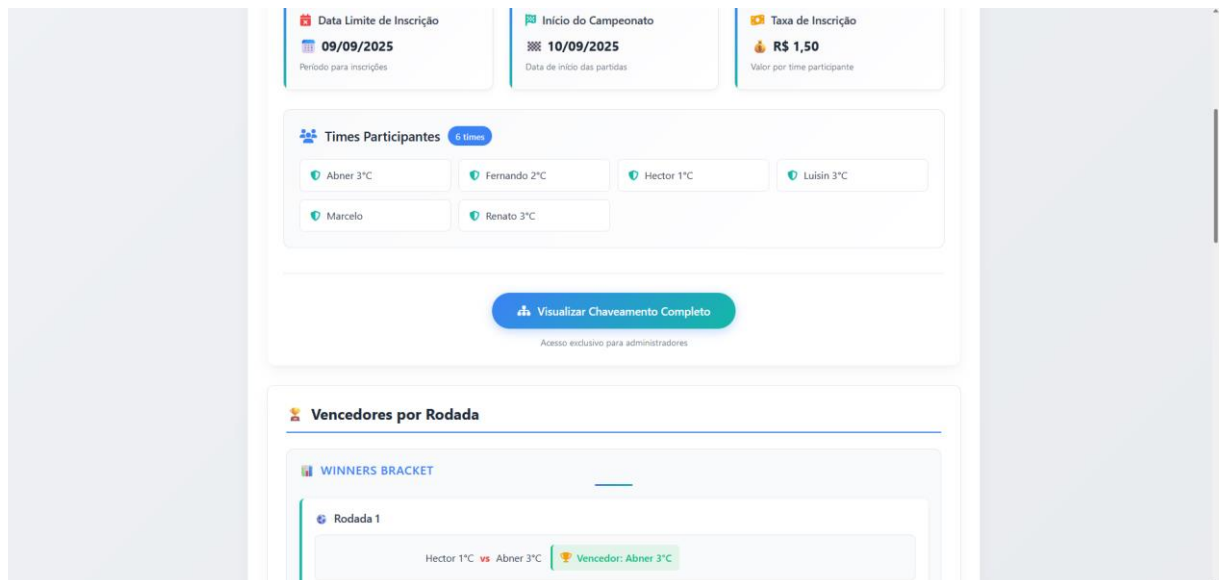 Data Limite de Inscrição
09/09/2025
Período para inscrições
Início do Campeonato
10/09/2025
Data de início das partidas
Taxa de Inscrição
R$ 1,50
Valor por time participante
Times Participantes 6 times
Abner 3°C
Fernando 2°C
Hector 1°C
Luisin 3°C
Marcelo
Renato 3°C
Visualizar Chaveamento Completo
Acesso exclusivo para administradores
Vencedores por Rodada
WINNERS BRACKET
Rodada 1
Hector 1°C vs Abner 3°C Vencedor: Abner 3°C